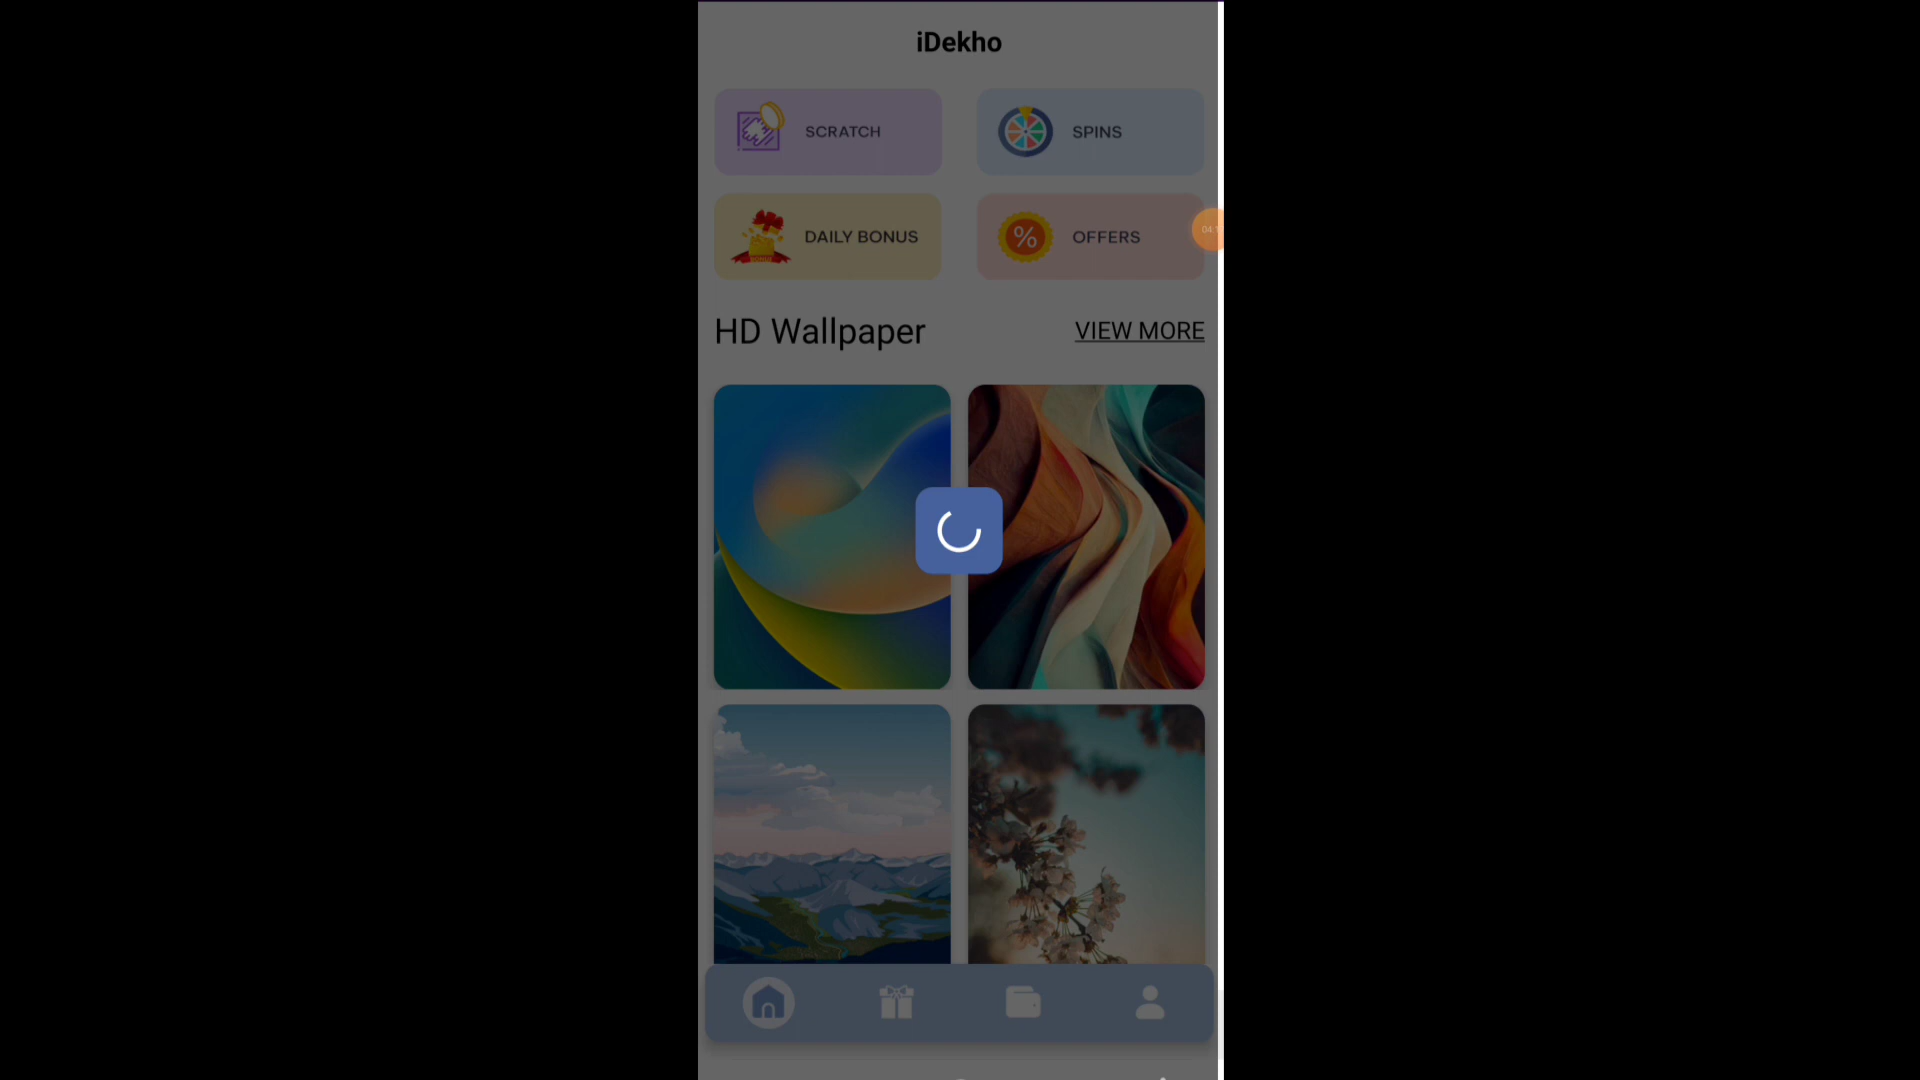 iDekho
SCRATCH
SPINS
DAILY BONUS
OFFERS
HD Wallpaper
VIEW MORE